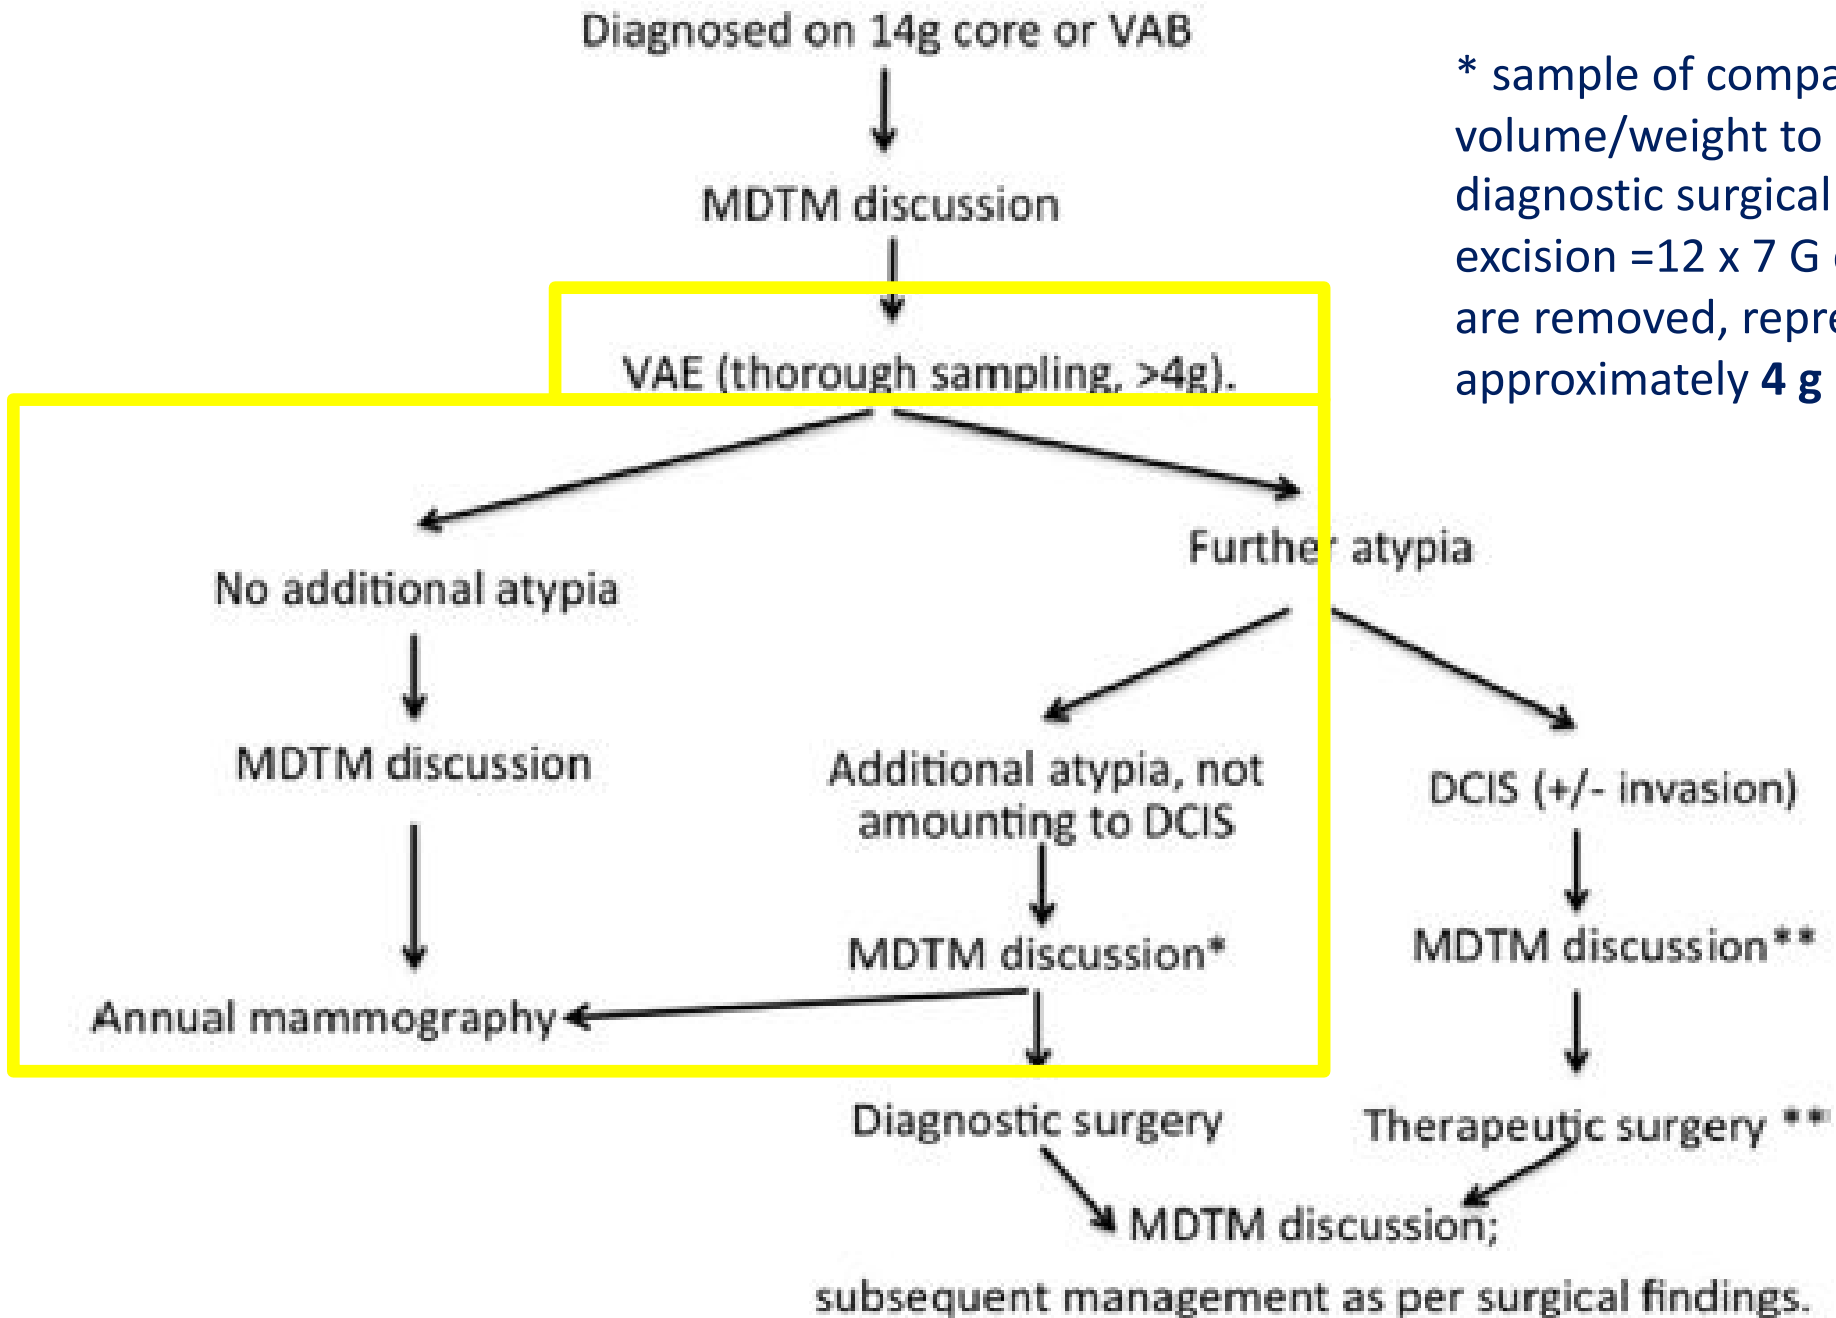 Diagnosed on 14g core or VAB
* sample of
volume/weight to
diagnostic surgical
excision =12 x 7 G
are removed,
approximately 4 g
MDTM discussion
VAE (thorough sampling, >4g).
Further atypia
No additional atypia
MDTM discussion
Additional atypia, not
amounting to DCIS
DCIS (+/- invasion)
MDTM discussion*
MDTM discussion**
Annual mammography
Diagnostic surgery
Therapeutic surgery **
MDTM discussion;
subsequent management as per surgical findings.